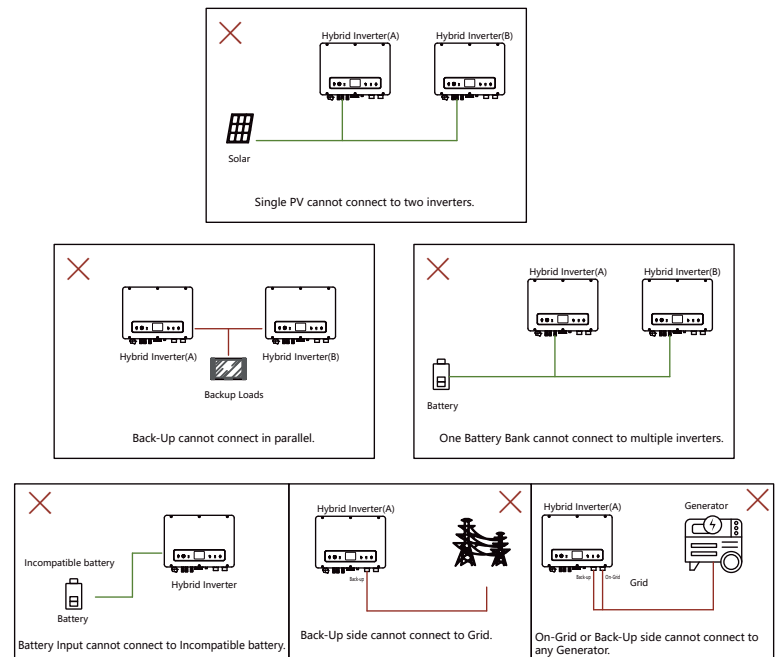 Hybrid Inverter(A)
Hybrid Inverter(B)
Solar
Single PV cannot connect to two inverters.
Hybrid Inverter(A)
Hybrid Inverter(B)
Backup Loads
Back-Up cannot connect in parallel.
Hybrid Inverter(A)
Hybrid Inverter(B)
Battery
One Battery Bank cannot connect to multiple inverters.
Incompatible battery
Hybrid Inverter
Battery
Battery Input cannot connect to Incompatible battery.
Hybrid Inverter(A)
Back-up
Back-Up side cannot connect to Grid.
Hybrid Inverter(A)
Generator
Back-up
On-Grid
Grid
On-Grid or Back-Up side cannot connect to
any Generator.